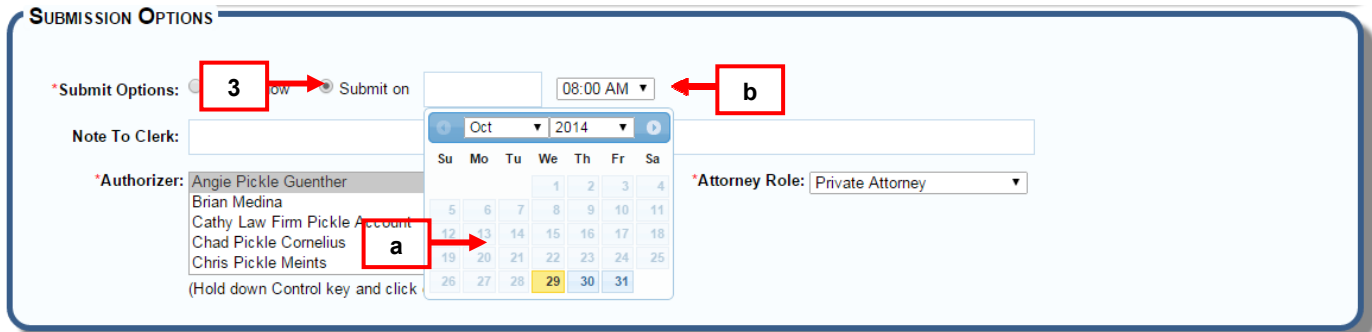 SUBMISSION OPTIONS
*Submit Options: 3 ow Submit on 08:00 AM b
Note To Clerk:
Oct 2014
Su Mo Tu We Th Fr Sa
1 2 3 4
5 6 7 8 9 10 11
12 13 14 15 16 17 18
19 20 21 22 23 24 25
26 27 28 29 30 31
*Authorizer: Angie Pickle Guenther
Brian Medina
Cathy Law Firm Pickle Account
Chad Pickle Cornelius
Chris Pickle Meints
a
(Hold down Control key and click
*Attorney Role: Private Attorney